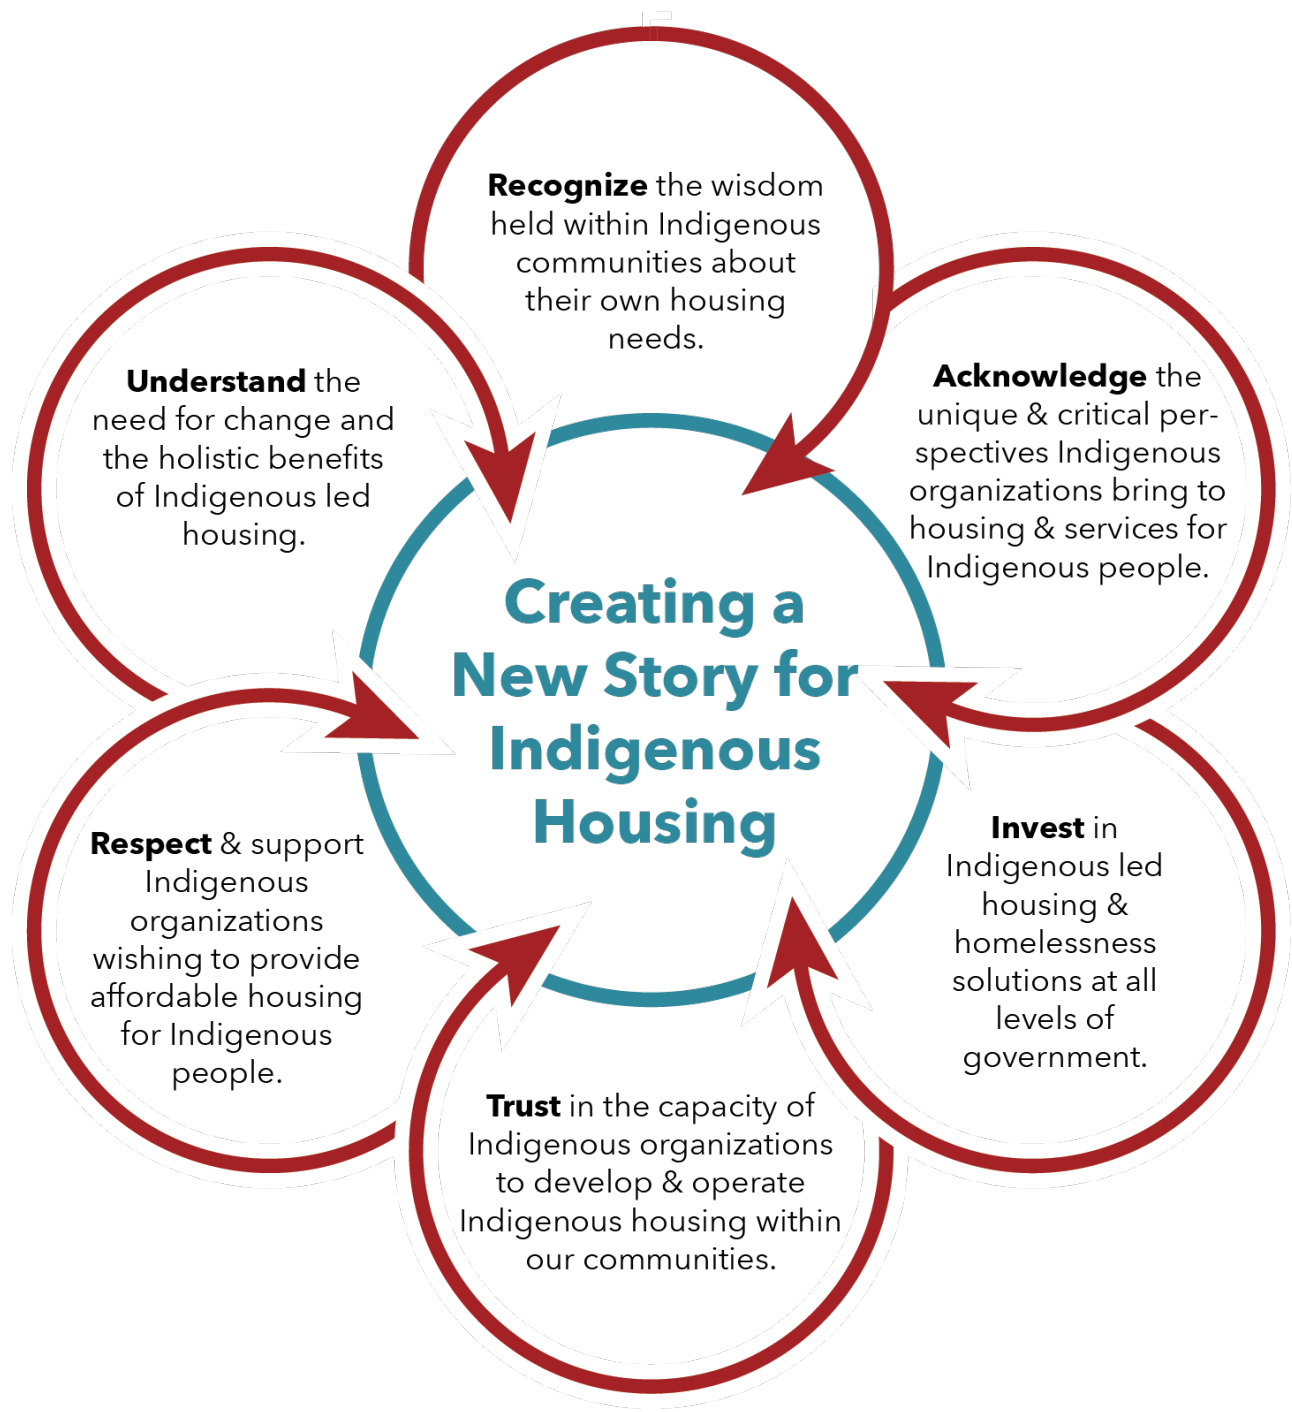 Recognize the wisdom
held within Indigenous
communities about
their own housing
needs.
Acknowledge the
unique & critical per-
spectives Indigenous
organizations bring to
housing & services for
Indigenous people.
Invest in
Indigenous led
housing &
homelessness
solutions at all
levels of
government.
Trust in the capacity of
Indigenous organizations
to develop & operate
Indigenous housing within
our communities.
Respect & support
Indigenous
organizations
wishing to provide
affordable housing
for Indigenous
people.
Understand the
need for change and
the holistic benefits
of Indigenous led
housing.
Creating a
New Story for
Indigenous
Housing